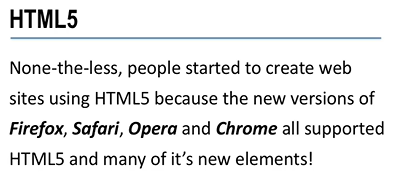 HTML5
None-the-less, people started to create web
sites using HTML5 because the new versions of
Firefox, Safari, Opera and Chrome all supported
HTML5 and many of it's new elements!